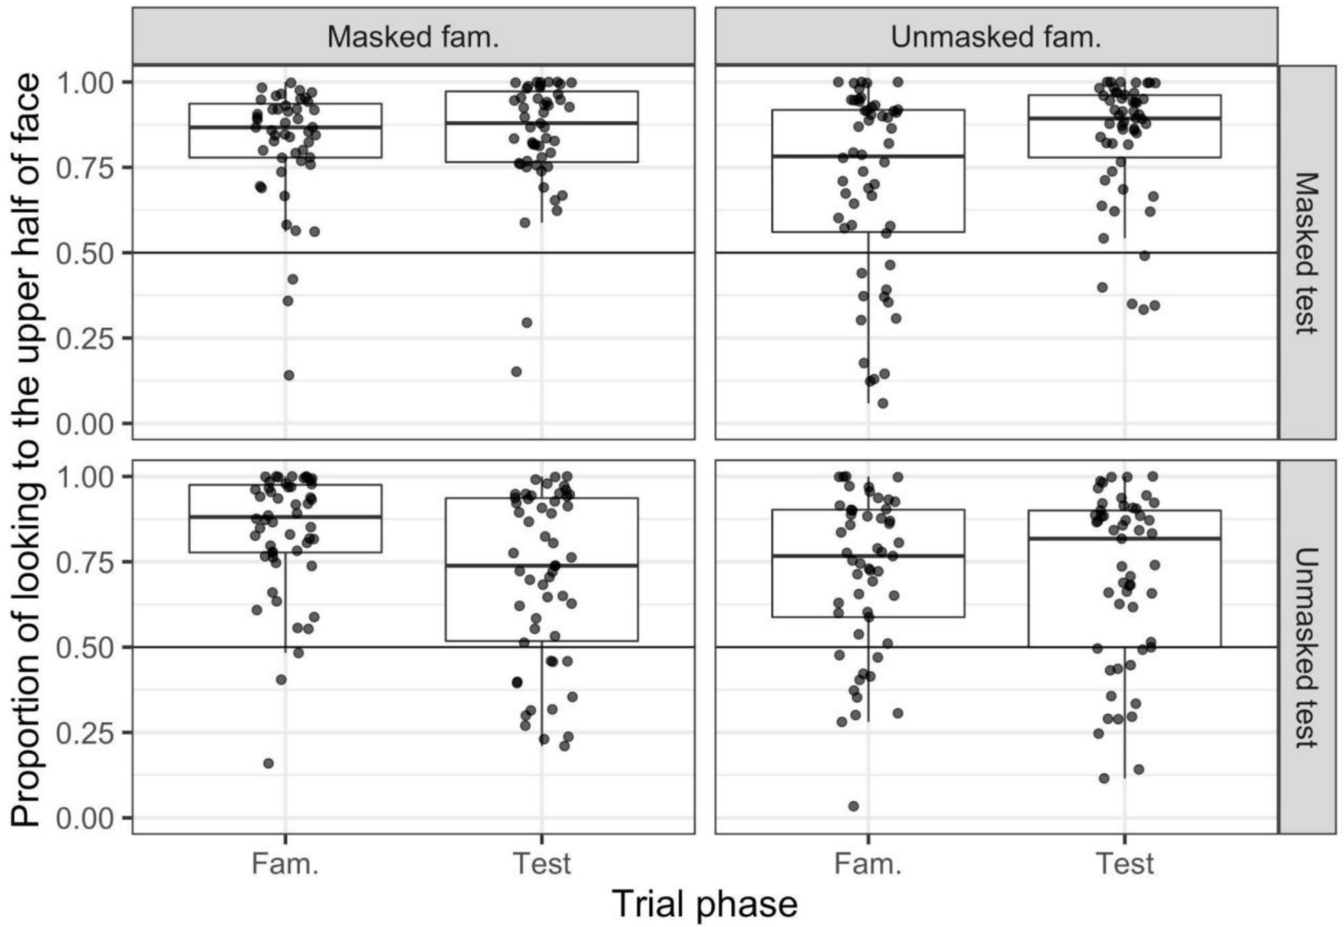 Masked fam.
Unmasked fam.
Proportion of looking to the upper half of face
1.00
0.75
0.50
0.25
0.00
Masked test
1.00
0.75
0.50
0.25
0.00
Unmasked test
Fam.
Test
Fam.
Test
Trial phase